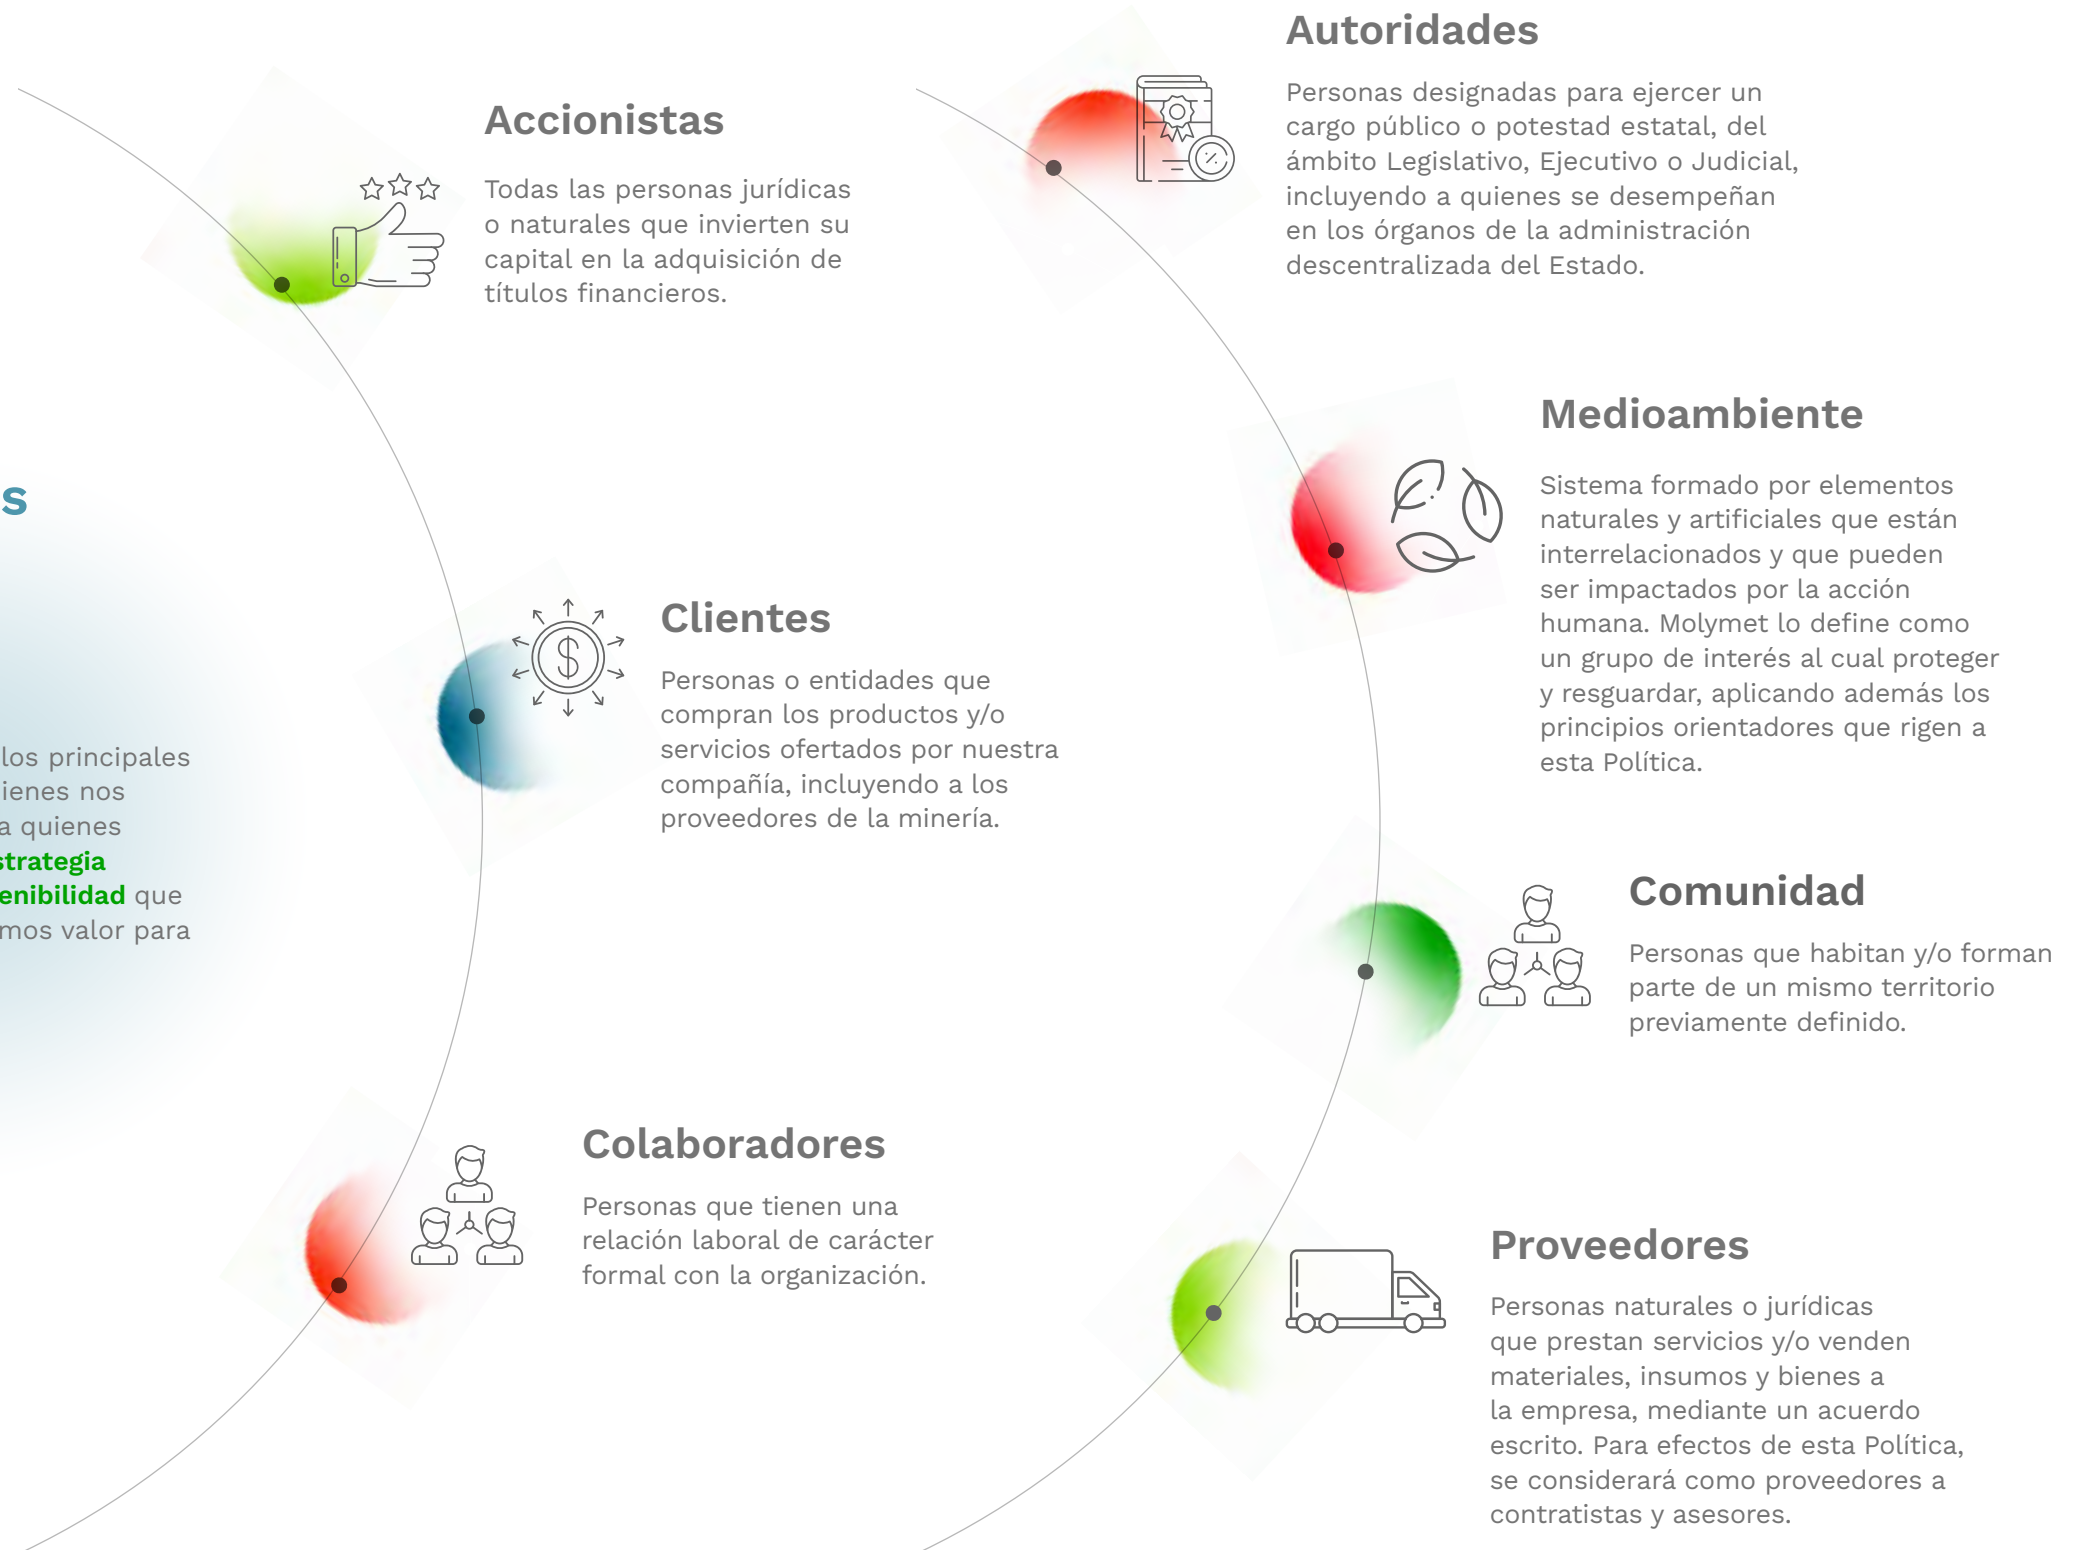 s
los principales
nos
a quienes
que
valor para
Accionistas
Todas las personas jurídicas
o naturales que invierten su
capital en la adquisición de
títulos financieros.
Clientes
Personas o entidades que
compran los productos y/o
servicios ofertados por nuestra
compañía, incluyendo a los
proveedores de la minería.
Colaboradores
Personas que tienen una
relación laboral de carácter
formal con la organización.
Autoridades
Personas designadas para ejercer un
cargo público o potestad estatal, del
ámbito Legislativo, Ejecutivo o Judicial,
incluyendo a quienes se desempeñan
en los órganos de la administración
descentralizada del Estado.
Medioambiente
Sistema formado por elementos
naturales y artificiales que están
interrelacionados y que pueden
ser impactados por la acción
humana. Molymet lo define como
un grupo de interés al cual proteger
y resguardar, aplicando además los
principios orientadores que rigen a
esta Política.
Comunidad
Personas que habitan y/o forman
parte de un mismo territorio
previamente definido.
Proveedores
Personas naturales o jurídicas
que prestan servicios y/o venden
materiales, insumos y bienes a
la empresa, mediante un acuerdo
escrito. Para efectos de esta Política,
se considerará como proveedores a
contratistas y asesores.